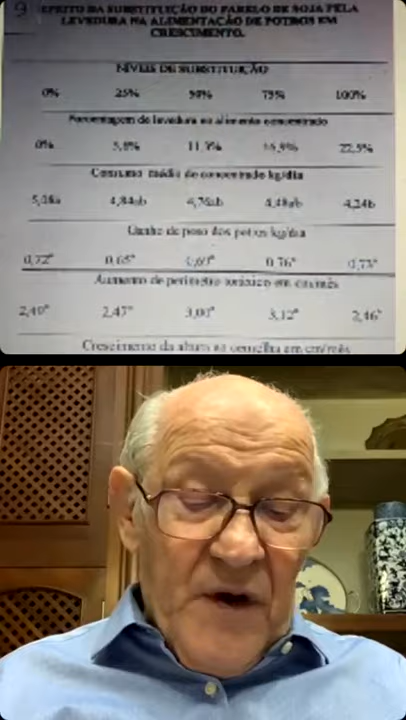 9
EFEITO DA SUBSTITUIÇÃO DO FARELO DE SOJA PELA
LEVEDURA NA ALIMENTAÇÃO DE POTROS EM
CRESCIMENTO.
NÍVEIS DE SUBSTITUIÇÃO
0% 25% 50% 75% 100%
Porcentagem de levedura no alimento concentrado
0% 5,8% 11,3% 16,9% 22,5%
Consumo médio de concentrado kg/dia
4,84ab 4,76ab 4,48ab 4,24b
Ganho de peso dos potros kg/dia
0,72ª 0,65ª 0,76ª 0,73ª
Aumento de perímetro torácico em cm/mês
2,40ª 2,47ª 3,00ª 3,12ª 2,46ª
Crescimento da altura na cernelha em cm/mês